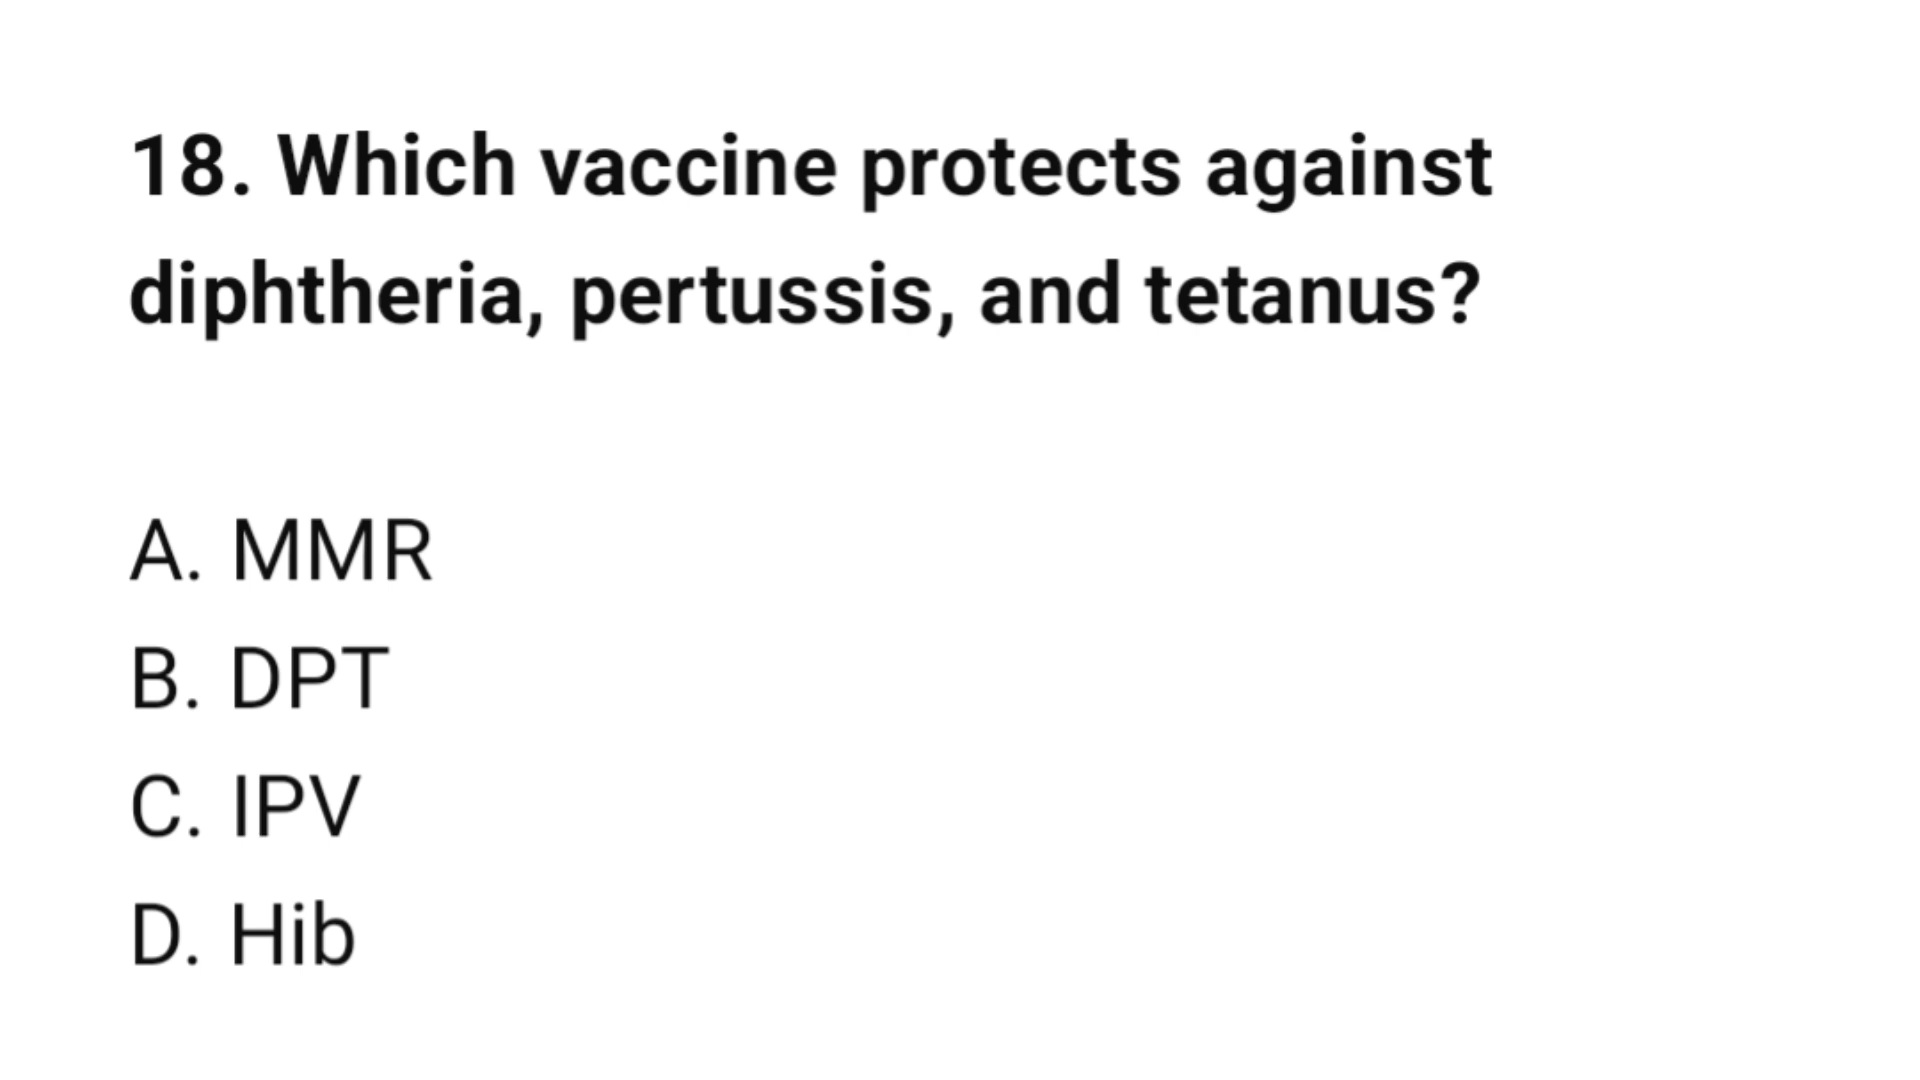 18. Which vaccine protects against
diphtheria, pertussis, and tetanus?
A. MMR
B. DPT
C. IPV
D. Hib